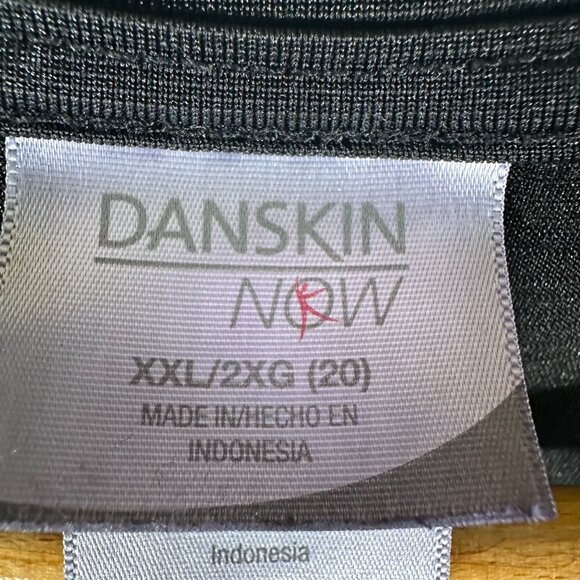 DANSKIN
NOW
XXL/2XG (20)
MADE IN/HECHO EN
INDONESIA
Indonesia